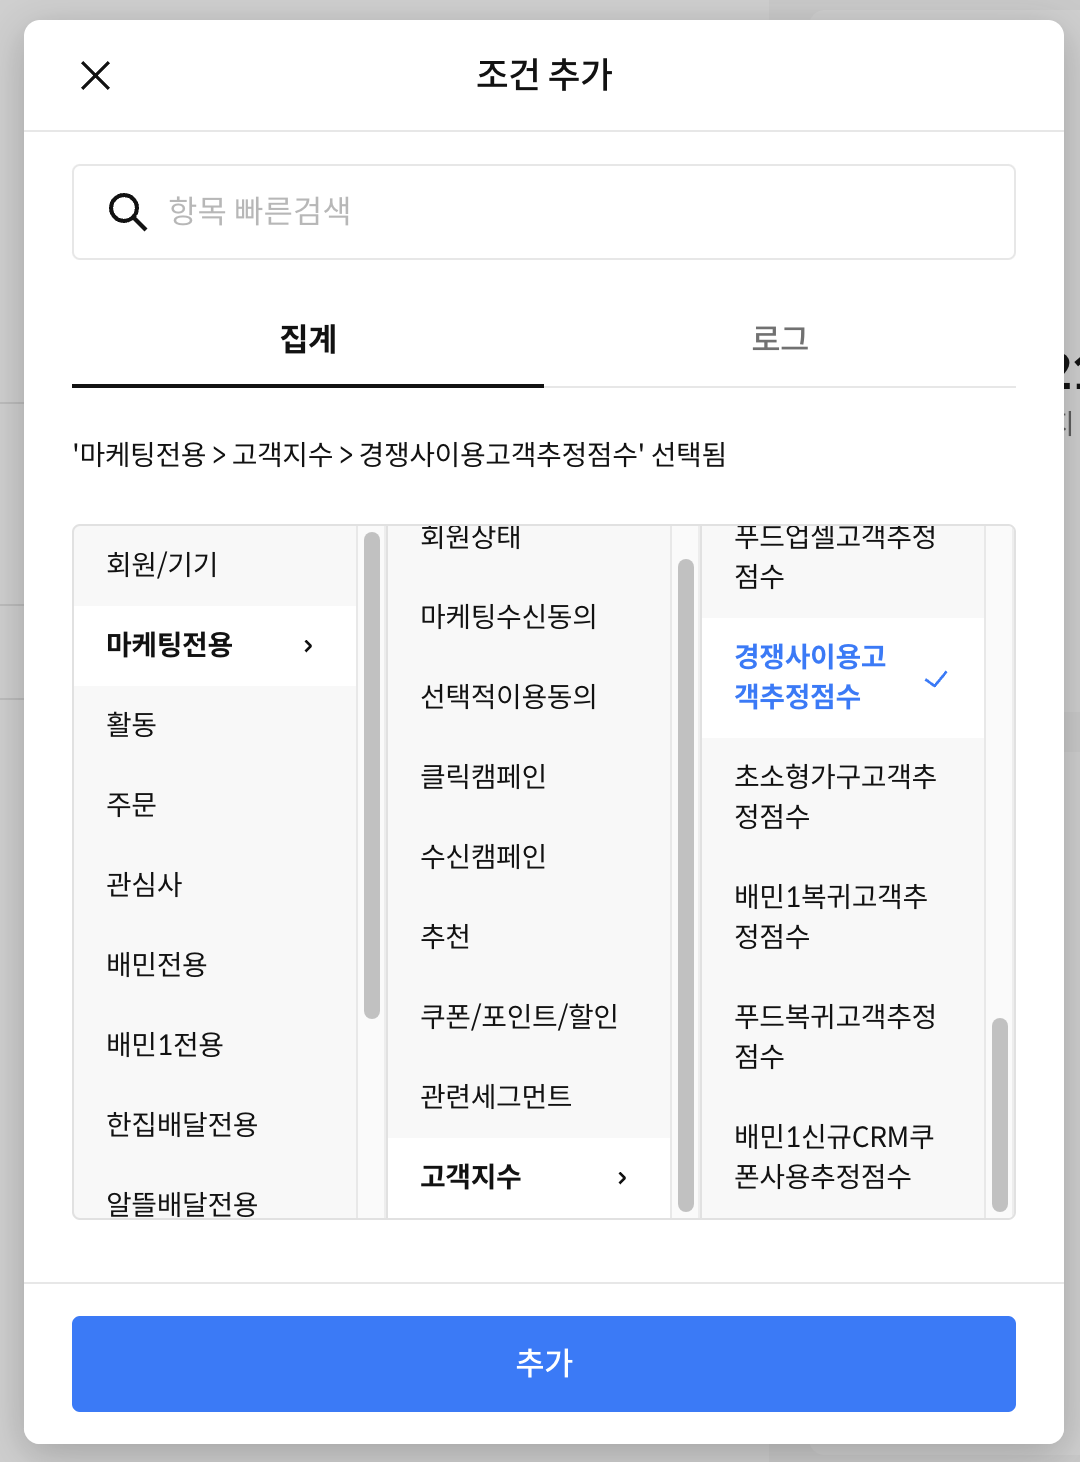 조건 추가
항목 빠른검색
집계
로그
'마케팅전용 > 고객지수 > 경쟁사이용고객추정점수' 선택됨
회원/기기
마케팅전용
활동
주문
관심사
배민전용
배민1전용
한집배달전용
알뜰배달전용
회원상태
마케팅수신동의
선택적이용동의
클릭캠페인
수신캠페인
추천
쿠폰/포인트/할인
관련세그먼트
고객지수
푸드업셀고객추정
점수
경쟁사이용고
객추정점수
초소형가구고객추
정점수
배민1복귀고객추
정점수
푸드복귀고객추정
점수
배민1신규CRM쿠
폰사용추정점수
추가